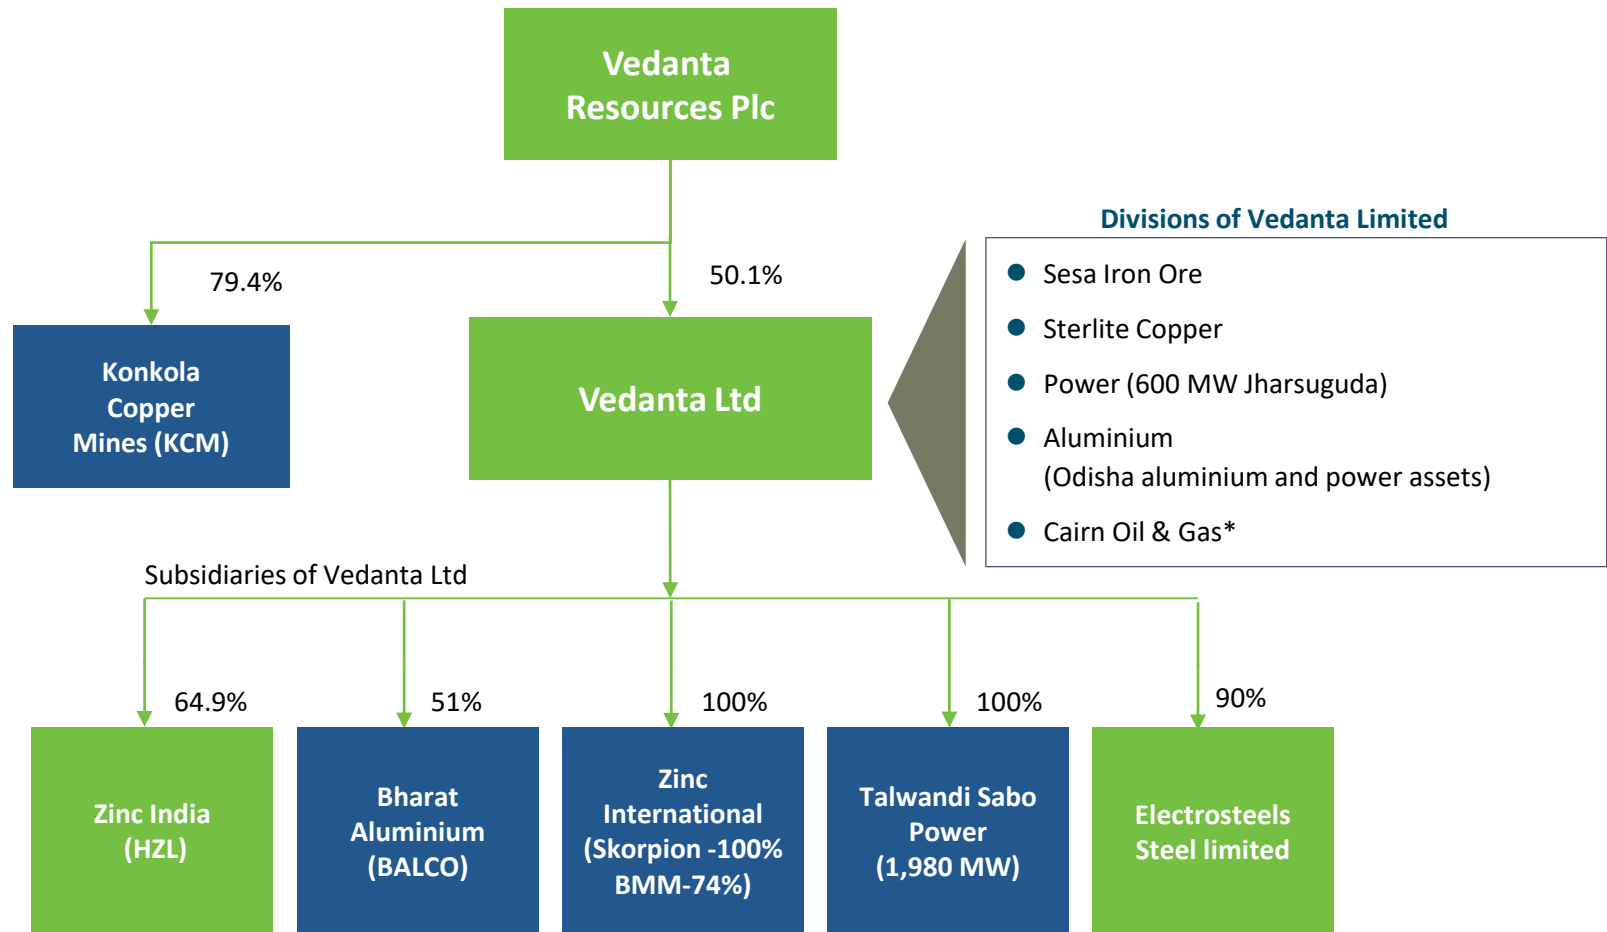 Vedanta
Resources Plc
Divisions of Vedanta Limited
79.4%
50.1%
Sesa Iron Ore
Sterlite Copper
Power (600 MW Jharsuguda)
Aluminium
(Odisha aluminium and power assets)
Cairn Oil & Gas*
Konkola
Copper
Mines (KCM)
Vedanta Ltd
Subsidiaries of Vedanta Ltd
64.9%
51%
100%
100%
90%
Zinc India
(HZL)
Bharat
Aluminium
(BALCO)
Zinc
International
(Skorpion -100%
BMM-74%)
Talwandi Sabo
Power
(1,980 MW)
Electrosteels
Steel limited